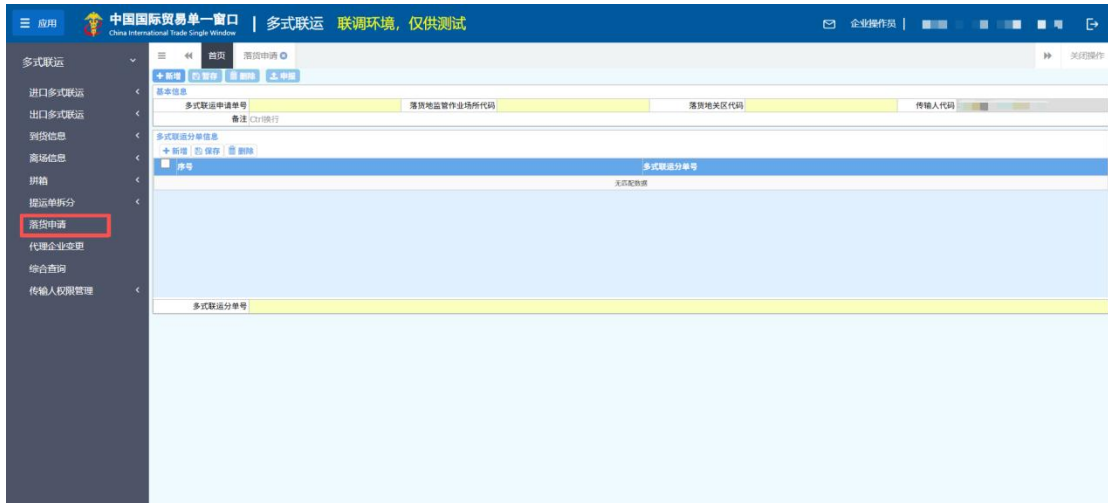 应用 中国国际贸易单一窗口 | 多式联运 联调环境，仅供测试 企业操作员 |
China International Trade Single Window
多式联运
进口多式联运
出口多式联运
到货信息
离场信息
拼箱
提运单拆分
落货申请
代理企业变更
综合查询
传输人权限管理
首页 落货申请 关闭操作
新增 暂存 删除 申报
基本信息
多式联运申请单号 落货地监管作业场所代码 落货地关区代码 传输人代码
备注 Ctrl换行
多式联运分单信息
新增 保存 删除
序号 多式联运分单号
无匹配数据
多式联运分单号